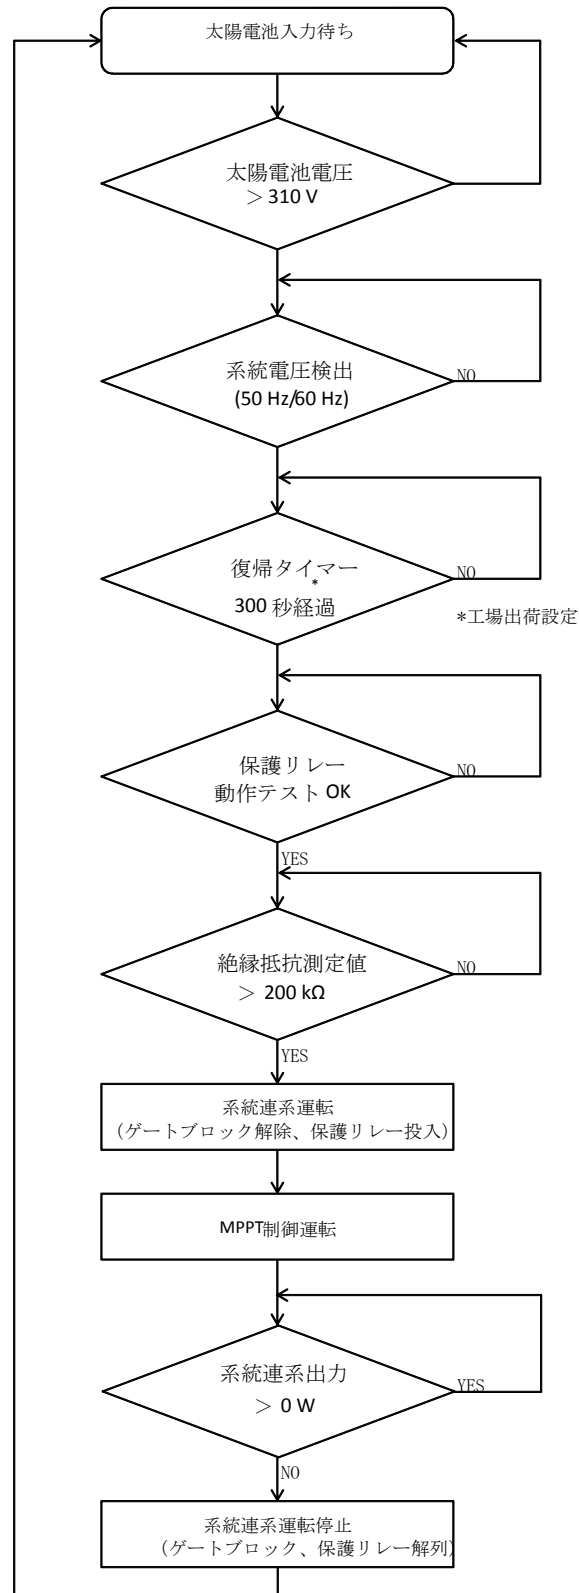 太陽電池入力待ち
太陽電池電圧
＞ 310 V
系統電圧検出
(50 Hz/60 Hz)
NO
復帰タイマー
*
300 秒経過
NO
*工場出荷設定
保護リレー
動作テスト OK
NO
YES
絶縁抵抗測定値
＞ 200 kΩ
NO
YES
系統連系運転
（ゲートブロック解除、保護リレー投入）
MPPT制御運転
系統連系出力
＞ 0 W
YES
NO
系統連系運転停止
（ゲートブロック、保護リレー解列）